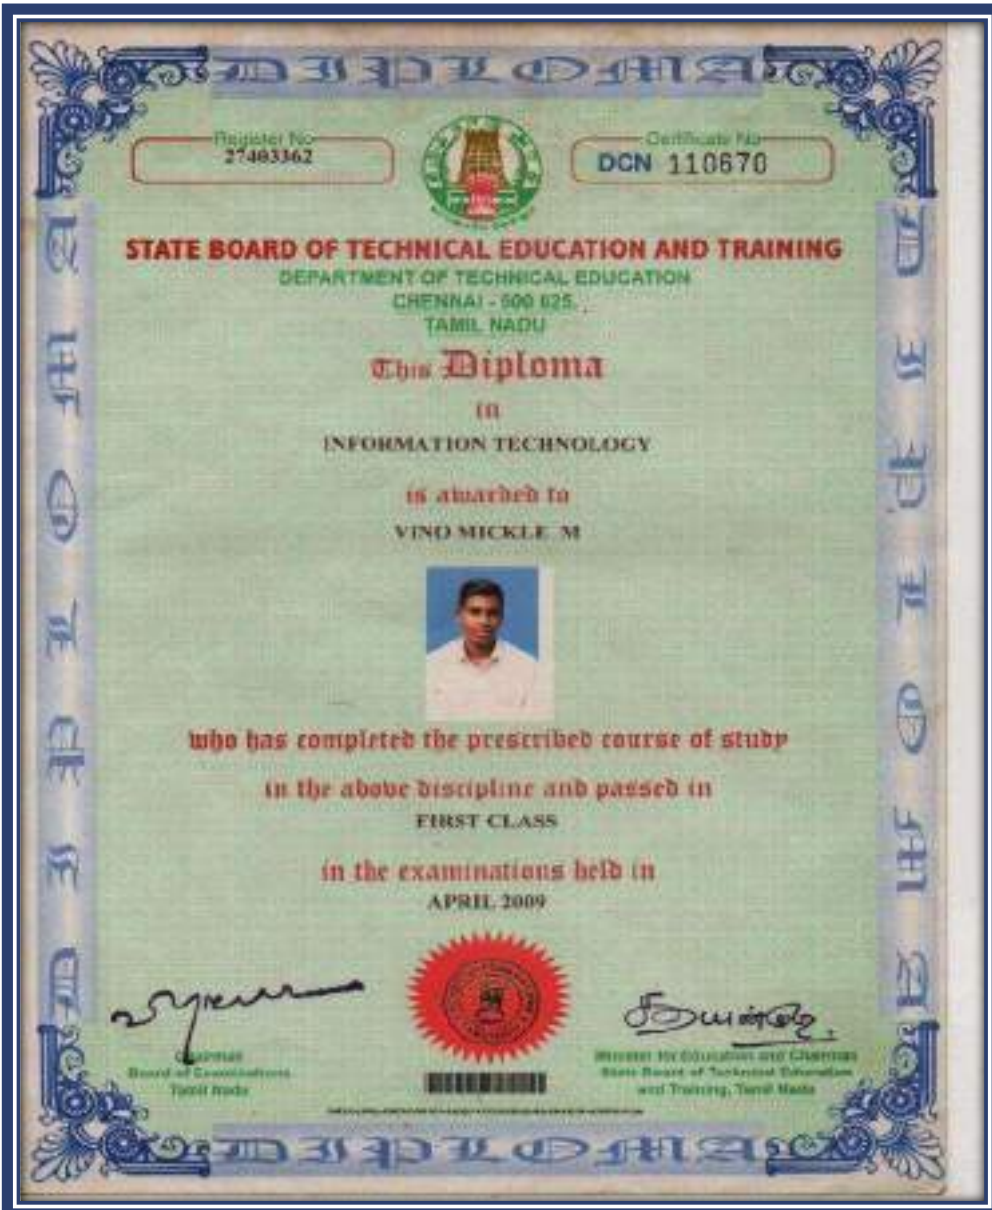 DIPLOMA
Register No
27403362
Certificate No
DCN 110670
STATE BOARD OF TECHNICAL EDUCATION AND TRAINING
DEPARTMENT OF TECHNICAL EDUCATION
CHENNAI - 600 025.
TAMIL NADU
This Diploma
in
INFORMATION TECHNOLOGY
is awarded to
VINO MICKLE M
who has completed the prescribed course of study
in the above discipline and passed in
FIRST CLASS
in the examinations held in
APRIL 2009
Chairman
Board of Examinations
Tamil Nadu
Minister for Education and Chairman
State Board of Technical Education
and Training, Tamil Nadu
DIPLOMA
DIPLOMA
DIPLOMA